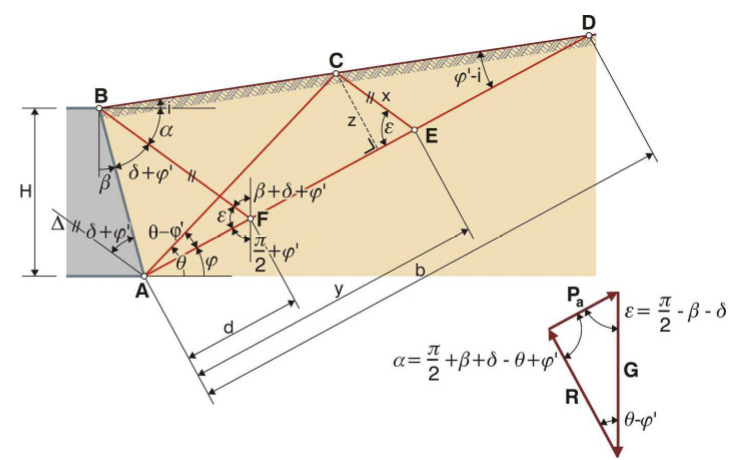 D
C
φ'-i
x
B
i
z
ε
E
α
β
δ+φ'
H
β+δ+φ'
ε
F
Δ
δ+φ'
θ-φ'
π/2+φ'
θ
φ
A
b
y
d
Pa
ε= π/2 -β-δ
α= π/2 +β+δ-θ+φ'
G
R
θ-φ'